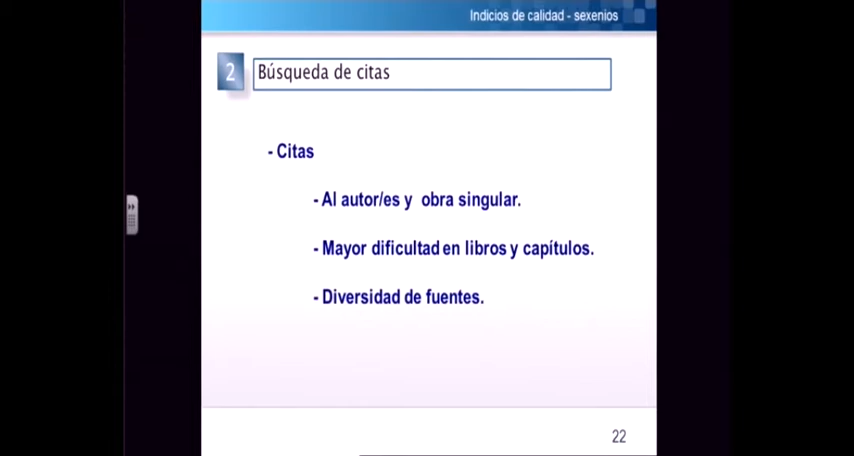 Indicios de calidad - sexenios
2 Búsqueda de citas
- Citas
- Al autor/es y obra singular.
- Mayor dificultad en libros y capítulos.
- Diversidad de fuentes.
22